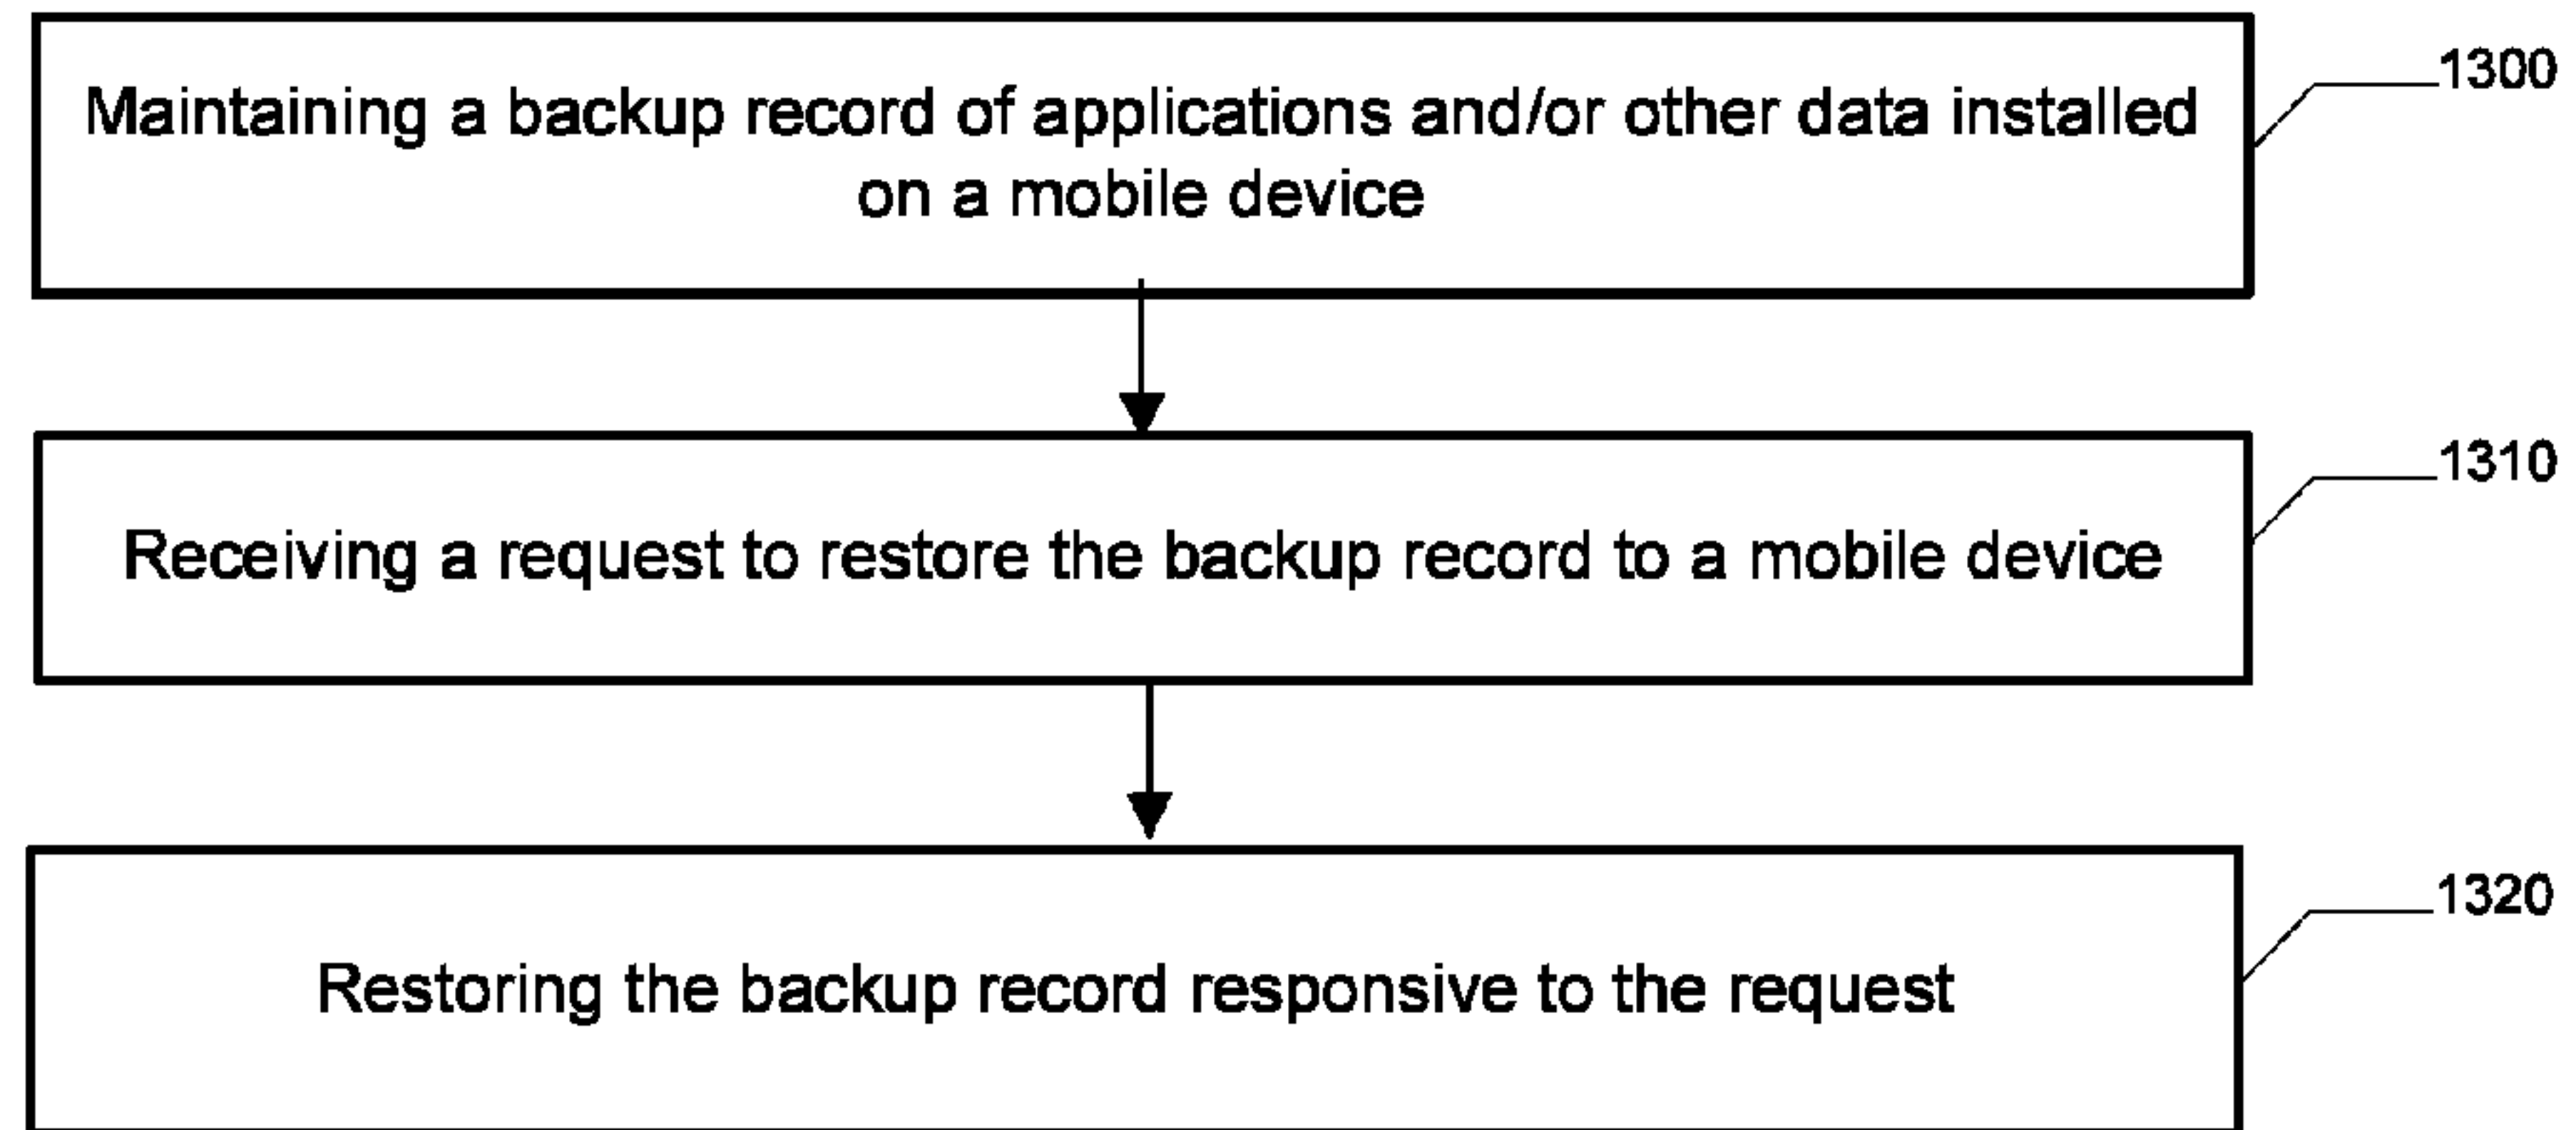 Maintaining a backup record of applications and/or other data installed
on a mobile device
1300
Receiving a request to restore the backup record to a mobile device
1310
Restoring the backup record responsive to the request
1320